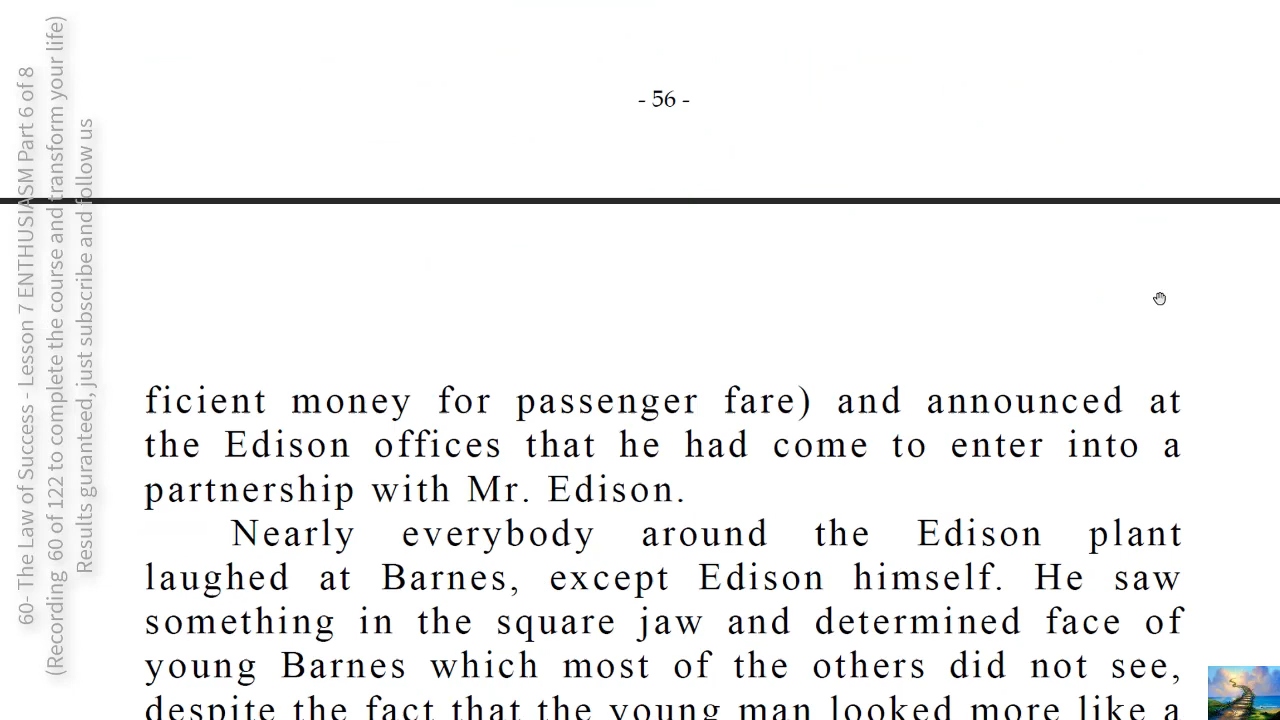 60- The Law of Success - Lesson 7 ENTHUSIASM Part 6 of 8
(Recording 60 of 122 to complete the course and transform your life)
Results guranteed, just subscribe and follow us
- 56 -
ficient money for passenger fare) and announced at
the Edison offices that he had come to enter into a
partnership with Mr. Edison.
Nearly everybody around the Edison plant
laughed at Barnes, except Edison himself. He saw
something in the square jaw and determined face of
young Barnes which most of the others did not see,
despite the fact that the young man looked more like a